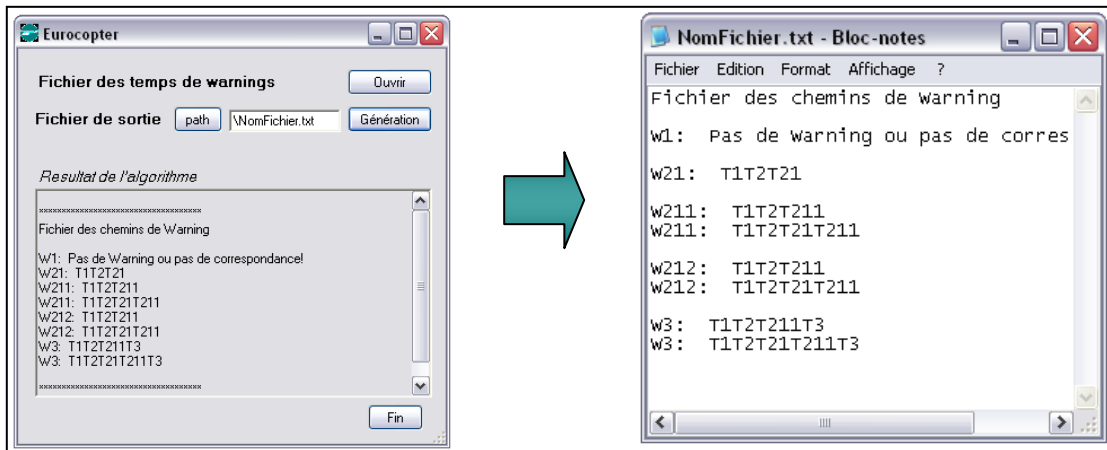 Eurocopter
Fichier des temps de warnings
Ouvrir
Fichier de sortie path \NomFichier.txt Génération
Resultat de l'algorithme
************************************
Fichier des chemins de Warning
W1: Pas de Warning ou pas de correspondance!
W21: T1T2T21
W211: T1T2T211
W211: T1T2T21T211
W212: T1T2T211
W212: T1T2T21T211
W3: T1T2T211T3
W3: T1T2T21T211T3
************************************
Fin
NomFichier.txt - Bloc-notes
Fichier Edition Format Affichage ?
Fichier des chemins de Warning
W1: Pas de Warning ou pas de corres
W21: T1T2T21
W211: T1T2T211
W211: T1T2T21T211
W212: T1T2T211
W212: T1T2T21T211
W3: T1T2T211T3
W3: T1T2T21T211T3